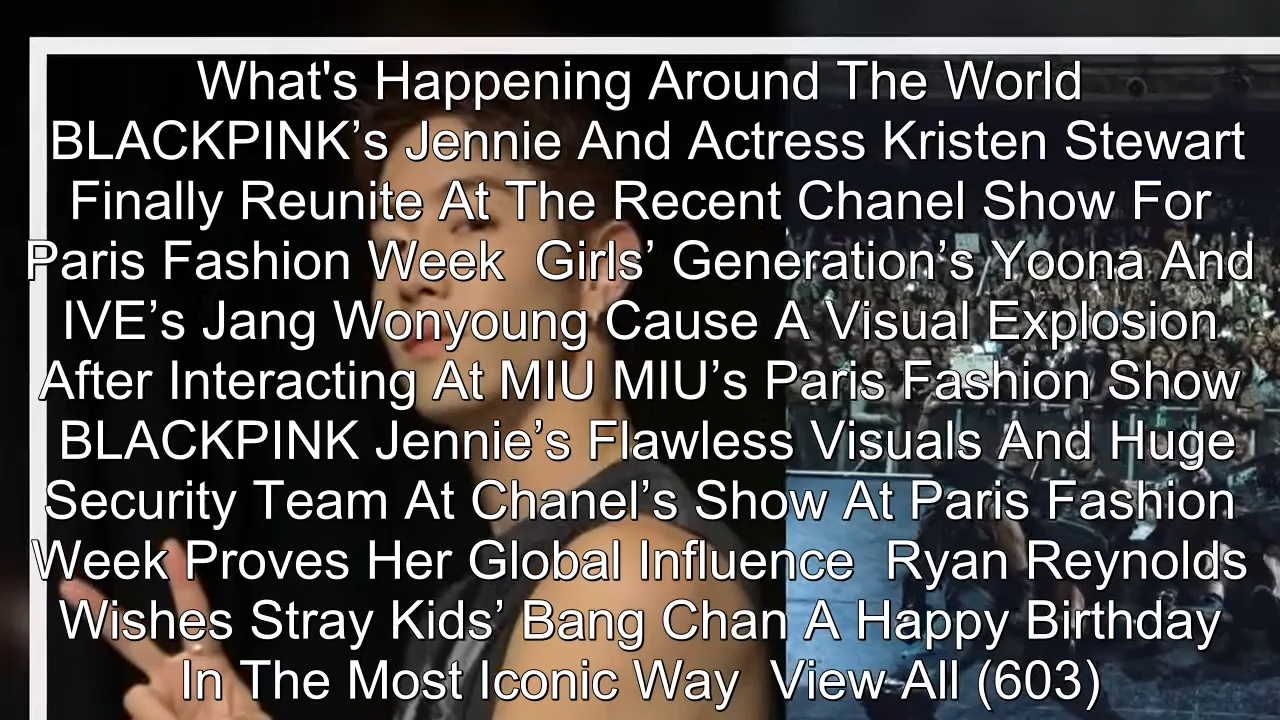 What's Happening Around The World
BLACKPINK’s Jennie And Actress Kristen Stewart
Finally Reunite At The Recent Chanel Show For
Paris Fashion Week  Girls’ Generation’s Yoona And
IVE’s Jang Wonyoung Cause A Visual Explosion
After Interacting At MIU MIU’s Paris Fashion Show
BLACKPINK Jennie’s Flawless Visuals And Huge
Security Team At Chanel’s Show At Paris Fashion
Week Proves Her Global Influence  Ryan Reynolds
Wishes Stray Kids’ Bang Chan A Happy Birthday
In The Most Iconic Way  View All (603)